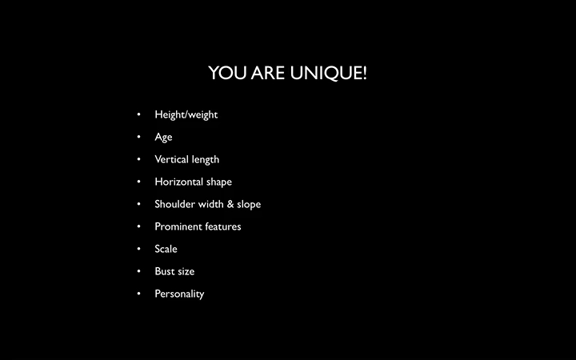 YOU ARE UNIQUE!
• Height/weight
• Age
• Vertical length
• Horizontal shape
• Shoulder width & slope
• Prominent features
• Scale
• Bust size
• Personality